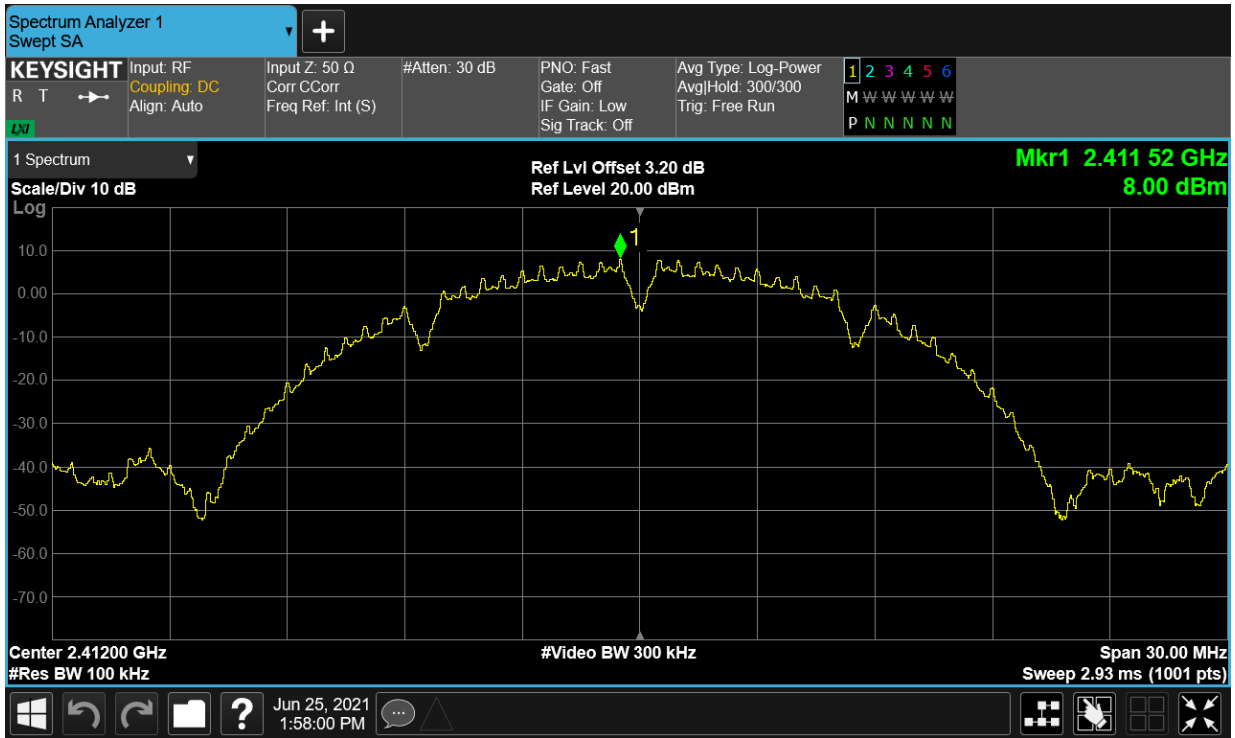 Spectrum Analyzer 1
Swept SA
KEYSIGHT
R T
LXI
Input: RF
Coupling: DC
Align: Auto
Input Z: 50 Ω
Corr CCorr
Freq Ref: Int (S)
#Atten: 30 dB
PNO: Fast
Gate: Off
IF Gain: Low
Sig Track: Off
Avg Type: Log-Power
Avg|Hold: 300/300
Trig: Free Run
1 2 3 4 5 6
M W W W W W
P N N N N N
1 Spectrum
Scale/Div 10 dB
Log
Ref Lvl Offset 3.20 dB
Ref Level 20.00 dBm
Mkr1 2.411 52 GHz
8.00 dBm
1
10.0
0.00
-10.0
-20.0
-30.0
-40.0
-50.0
-60.0
-70.0
Center 2.41200 GHz
#Res BW 100 kHz
#Video BW 300 kHz
Span 30.00 MHz
Sweep 2.93 ms (1001 pts)
?
Jun 25, 2021
1:58:00 PM